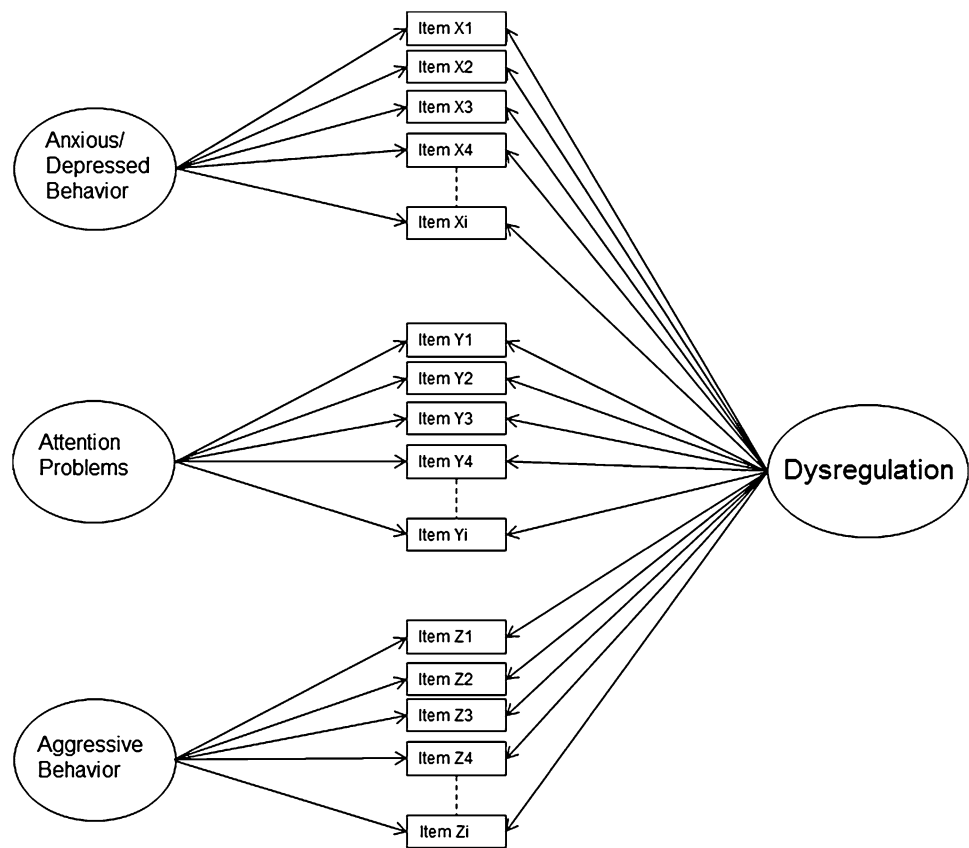 Item X1
Item X2
Item X3
Item X4
Item Xi
Anxious/
Depressed
Behavior
Item Y1
Item Y2
Item Y3
Item Y4
Item Yi
Attention
Problems
Dysregulation
Item Z1
Item Z2
Item Z3
Item Z4
Item Zi
Aggressive
Behavior